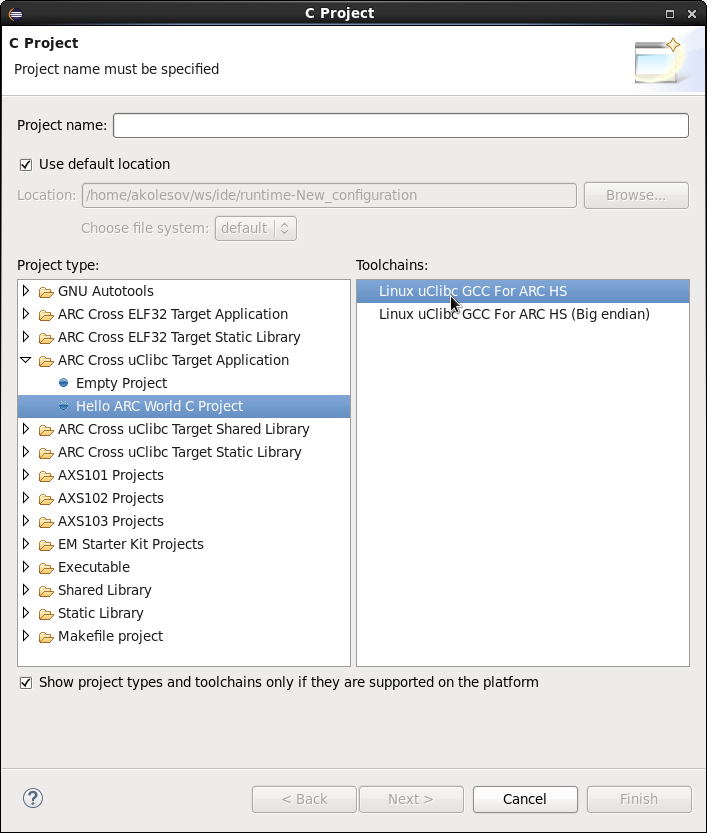 C Project
C Project
Project name must be specified
Project name:
Use default location
Location: /home/akolesov/ws/ide/runtime-New_configuration Browse...
Choose file system: default
Project type:
GNU Autotools
ARC Cross ELF32 Target Application
ARC Cross ELF32 Target Static Library
ARC Cross uClibc Target Application
Empty Project
Hello ARC World C Project
ARC Cross uClibc Target Shared Library
ARC Cross uClibc Target Static Library
AXS101 Projects
AXS102 Projects
AXS103 Projects
EM Starter Kit Projects
Executable
Shared Library
Static Library
Makefile project
Toolchains:
Linux uClibc GCC For ARC HS
Linux uClibc GCC For ARC HS (Big endian)
Show project types and toolchains only if they are supported on the platform
? < Back Next > Cancel Finish